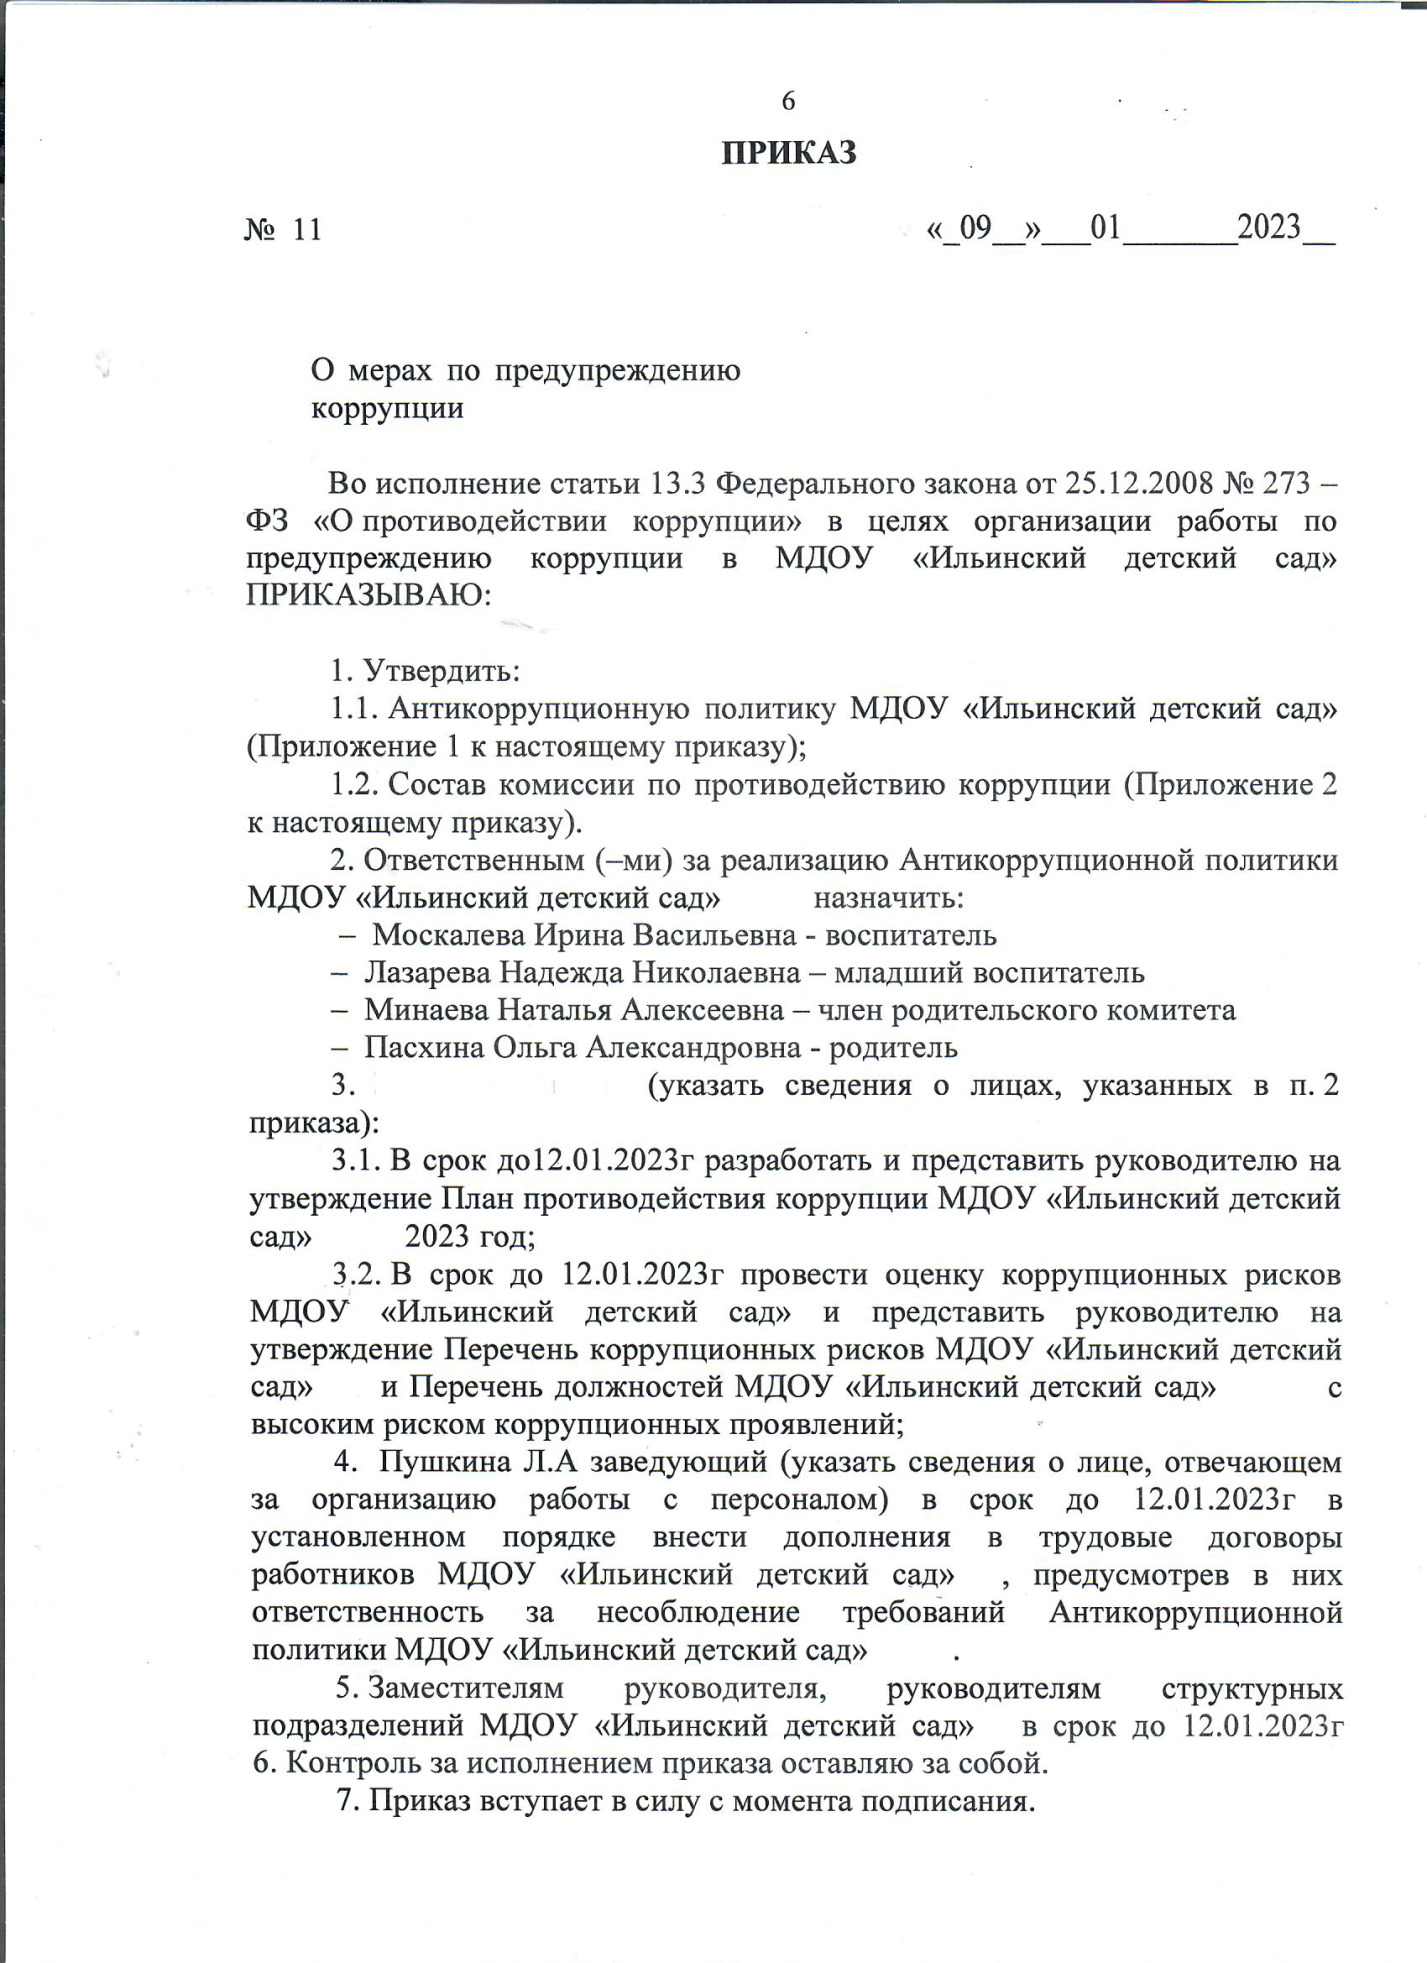 6
ПРИКАЗ
№ 11 «_09__»___01_______2023__
О мерах по предупреждению
коррупции
Во исполнение статьи 13.3 Федерального закона от 25.12.2008 № 273 –
ФЗ «О противодействии коррупции» в целях организации работы по
предупреждению коррупции в МДОУ «Ильинский детский сад»
ПРИКАЗЫВАЮ:
1. Утвердить:
1.1. Антикоррупционную политику МДОУ «Ильинский детский сад»
(Приложение 1 к настоящему приказу);
1.2. Состав комиссии по противодействию коррупции (Приложение 2
к настоящему приказу).
2. Ответственным (–ми) за реализацию Антикоррупционной политики
МДОУ «Ильинский детский сад» назначить:
– Москалева Ирина Васильевна - воспитатель
– Лазарева Надежда Николаевна – младший воспитатель
– Минаева Наталья Алексеевна – член родительского комитета
– Пасхина Ольга Александровна - родитель
3. (указать сведения о лицах, указанных в п. 2
приказа):
3.1. В срок до12.01.2023г разработать и представить руководителю на
утверждение План противодействия коррупции МДОУ «Ильинский детский
сад» 2023 год;
3.2. В срок до 12.01.2023г провести оценку коррупционных рисков
МДОУ «Ильинский детский сад» и представить руководителю на
утверждение Перечень коррупционных рисков МДОУ «Ильинский детский
сад» и Перечень должностей МДОУ «Ильинский детский сад» с
высоким риском коррупционных проявлений;
4. Пушкина Л.А заведующий (указать сведения о лице, отвечающем
за организацию работы с персоналом) в срок до 12.01.2023г в
установленном порядке внести дополнения в трудовые договоры
работников МДОУ «Ильинский детский сад» , предусмотрев в них
ответственность за несоблюдение требований Антикоррупционной
политики МДОУ «Ильинский детский сад» .
5. Заместителям руководителя, руководителям структурных
подразделений МДОУ «Ильинский детский сад» в срок до 12.01.2023г
6. Контроль за исполнением приказа оставляю за собой.
7. Приказ вступает в силу с момента подписания.